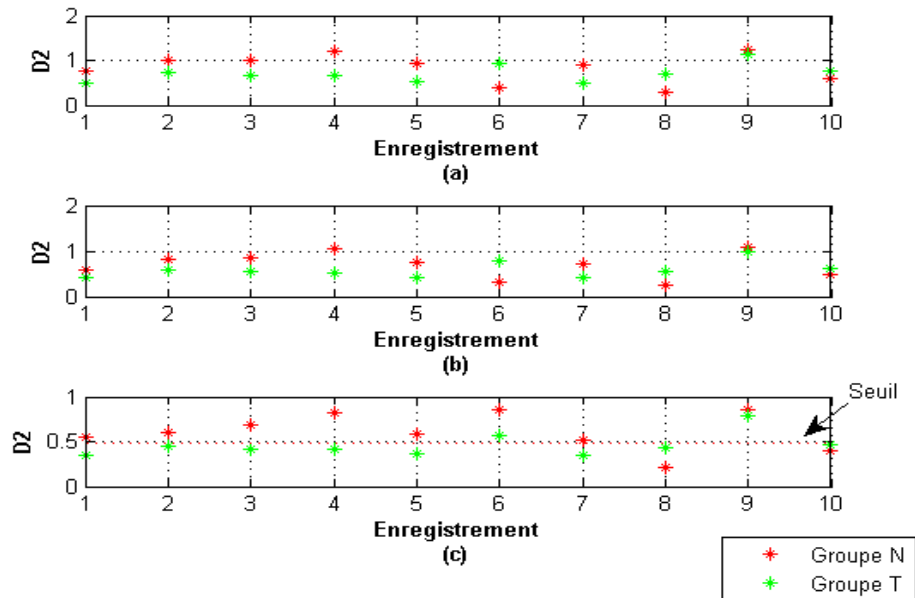 2
1
0
D2
1 2 3 4 5 6 7 8 9 10
Enregistrement
(a)
2
1
0
D2
1 2 3 4 5 6 7 8 9 10
Enregistrement
(b)
Seuil
1
0.5
0
D2
1 2 3 4 5 6 7 8 9 10
Enregistrement
(c)
Groupe N
Groupe T